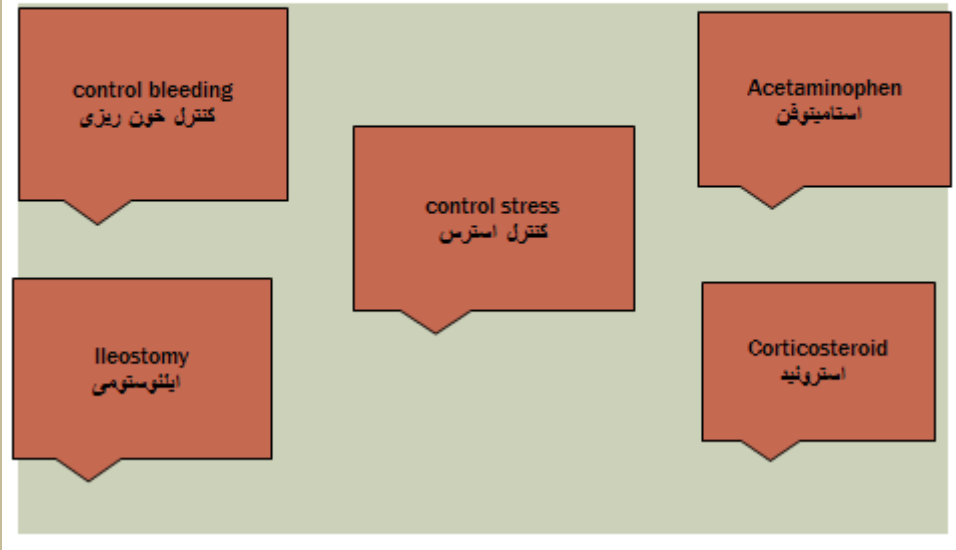 control bleeding
کنترل خون ریزی
Acetaminophen
استامینوفن
control stress
کنترل استرس
Ileostomy
ایلئوستومی
Corticosteroid
استروئید